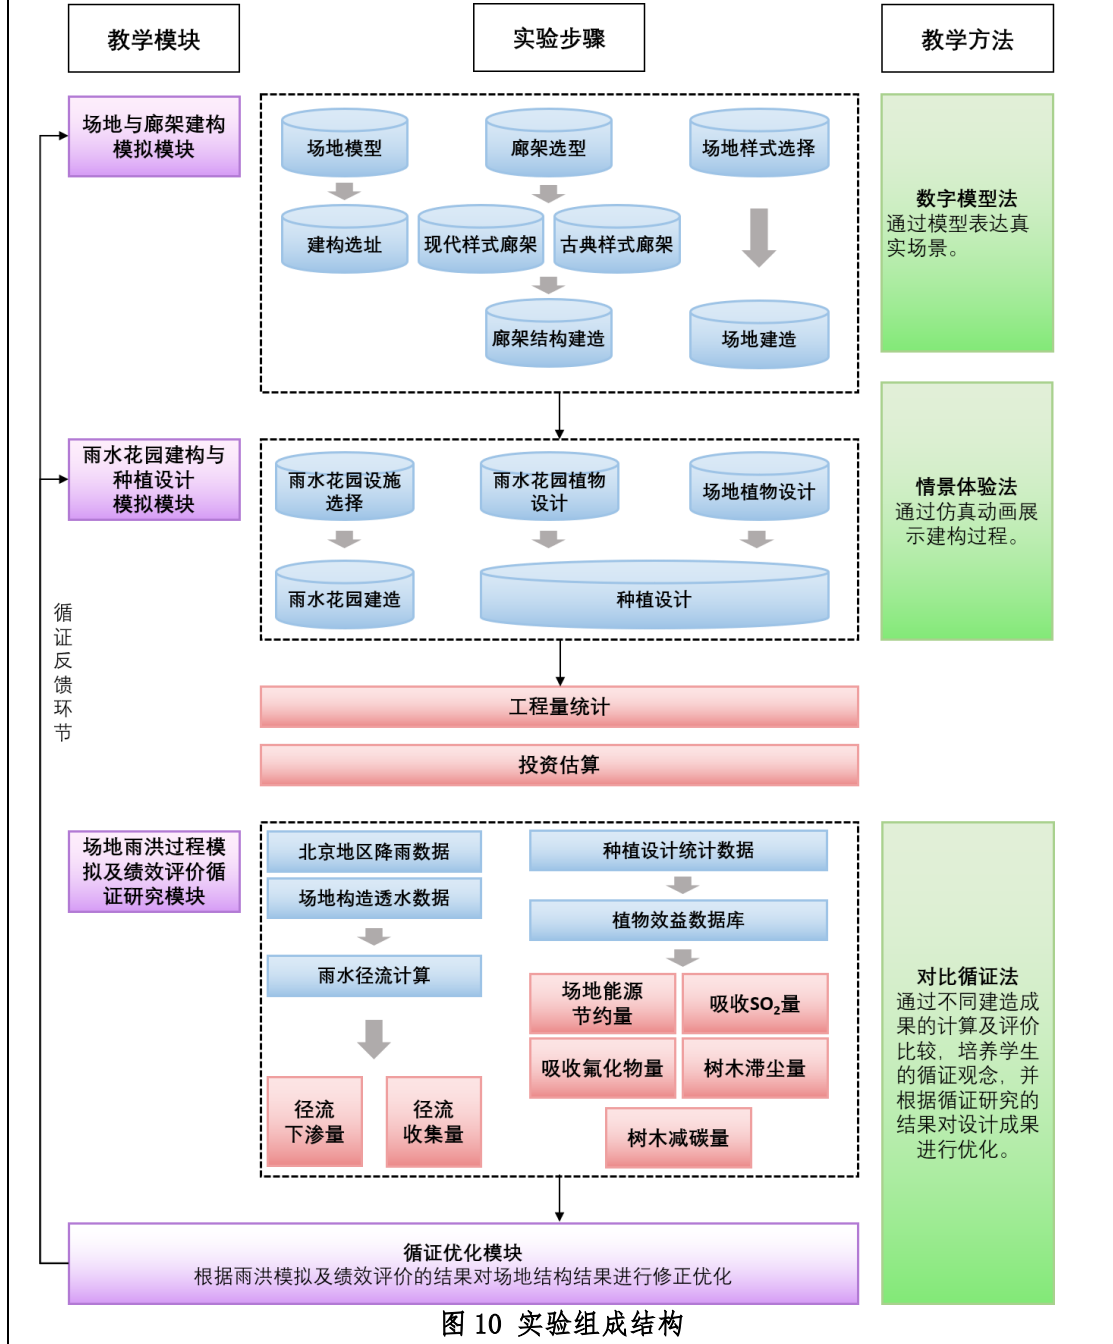 教学模块
实验步骤
教学方法
场地与廊架建构
模拟模块
场地模型
廊架选型
场地样式选择
建构选址
现代样式廊架
古典样式廊架
廊架结构建造
场地建造
数字模型法
通过模型表达真
实场景。
雨水花园建构与
种植设计
模拟模块
雨水花园设施
选择
雨水花园植物
设计
场地植物设计
雨水花园建造
种植设计
情景体验法
通过仿真动画展
示建构过程。
循
证
反
馈
环
节
工程量统计
投资估算
场地雨洪过程模
拟及绩效评价循
证研究模块
北京地区降雨数据
场地构造透水数据
雨水径流计算
径流
下渗量
径流
收集量
种植设计统计数据
植物效益数据库
场地能源
节约量
吸收SO₂量
吸收氟化物量
树木滞尘量
树木减碳量
对比循证法
通过不同建造成
果的计算及评价
比较，培养学生
的循证观念，并
根据循证研究的
结果对设计成果
进行优化。
循证优化模块
根据雨洪模拟及绩效评价的结果对场地结构结果进行修正优化
图 10 实验组成结构